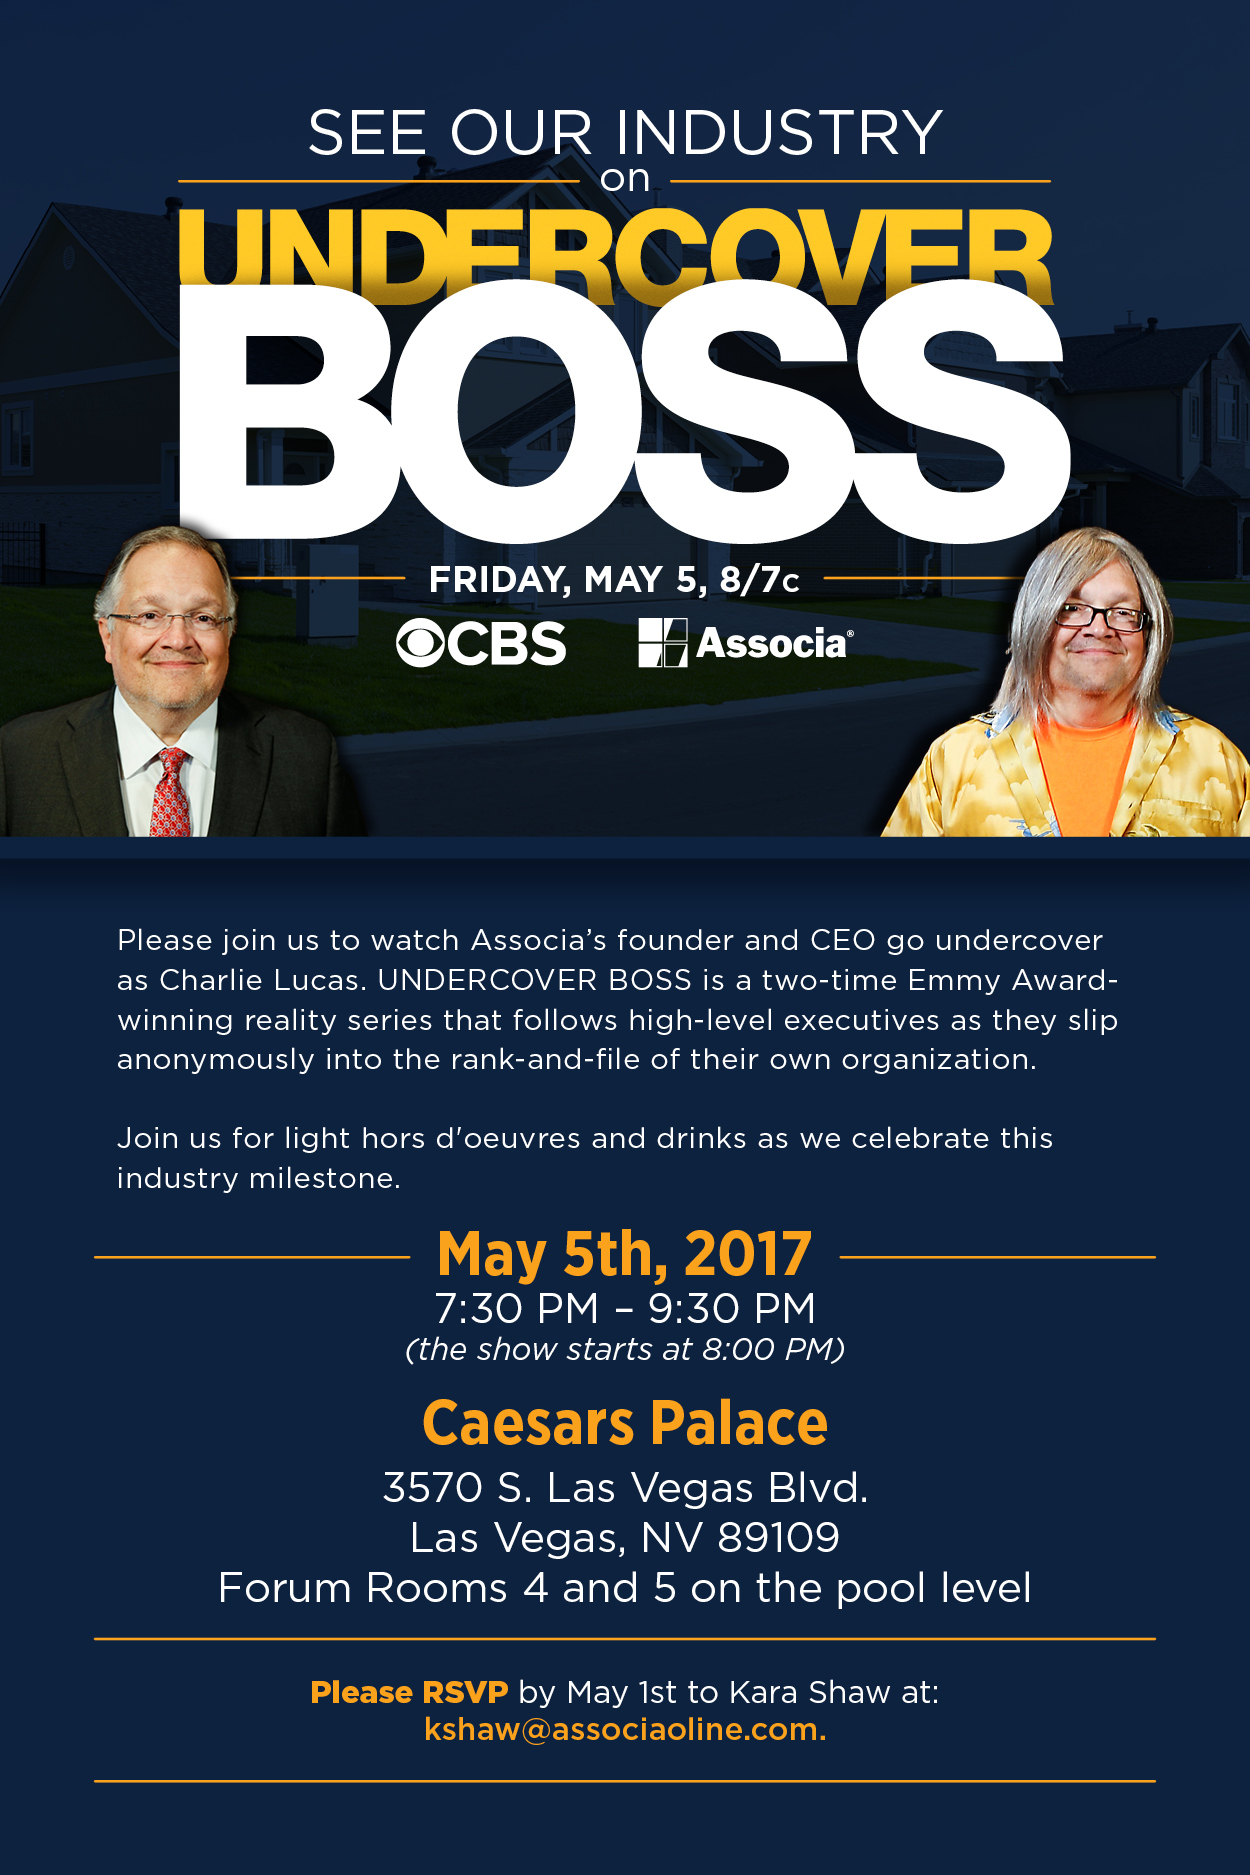 SEE OUR INDUSTRY
on
UNDERCOVER
BOSS
FRIDAY, MAY 5, 8/7c
CBS Associa®
Please join us to watch Associa’s founder and CEO go undercover
as Charlie Lucas. UNDERCOVER BOSS is a two-time Emmy Award-
winning reality series that follows high-level executives as they slip
anonymously into the rank-and-file of their own organization.
Join us for light hors d'oeuvres and drinks as we celebrate this
industry milestone.
May 5th, 2017
7:30 PM – 9:30 PM
(the show starts at 8:00 PM)
Caesars Palace
3570 S. Las Vegas Blvd.
Las Vegas, NV 89109
Forum Rooms 4 and 5 on the pool level
Please RSVP by May 1st to Kara Shaw at:
kshaw@associaoline.com.